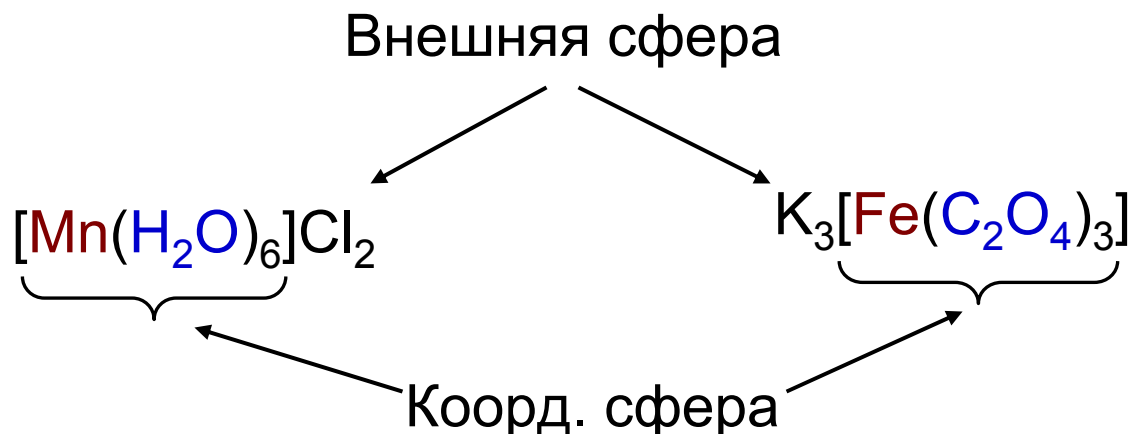 Внешняя сфера
[Mn(H₂O)₆]Cl₂
K₃[Fe(C₂O₄)₃]
Коорд. сфера